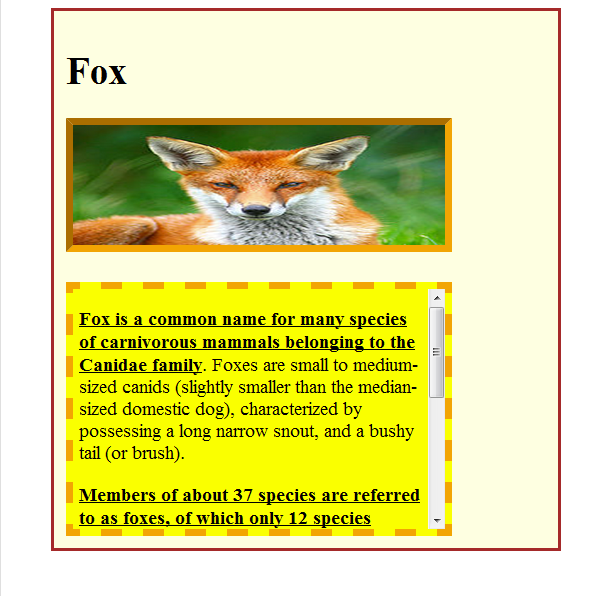 Fox
Fox is a common name for many species
of carnivorous mammals belonging to the
Canidae family. Foxes are small to medium-
sized canids (slightly smaller than the median-
sized domestic dog), characterized by
possessing a long narrow snout, and a bushy
tail (or brush).
Members of about 37 species are referred
to as foxes, of which only 12 species